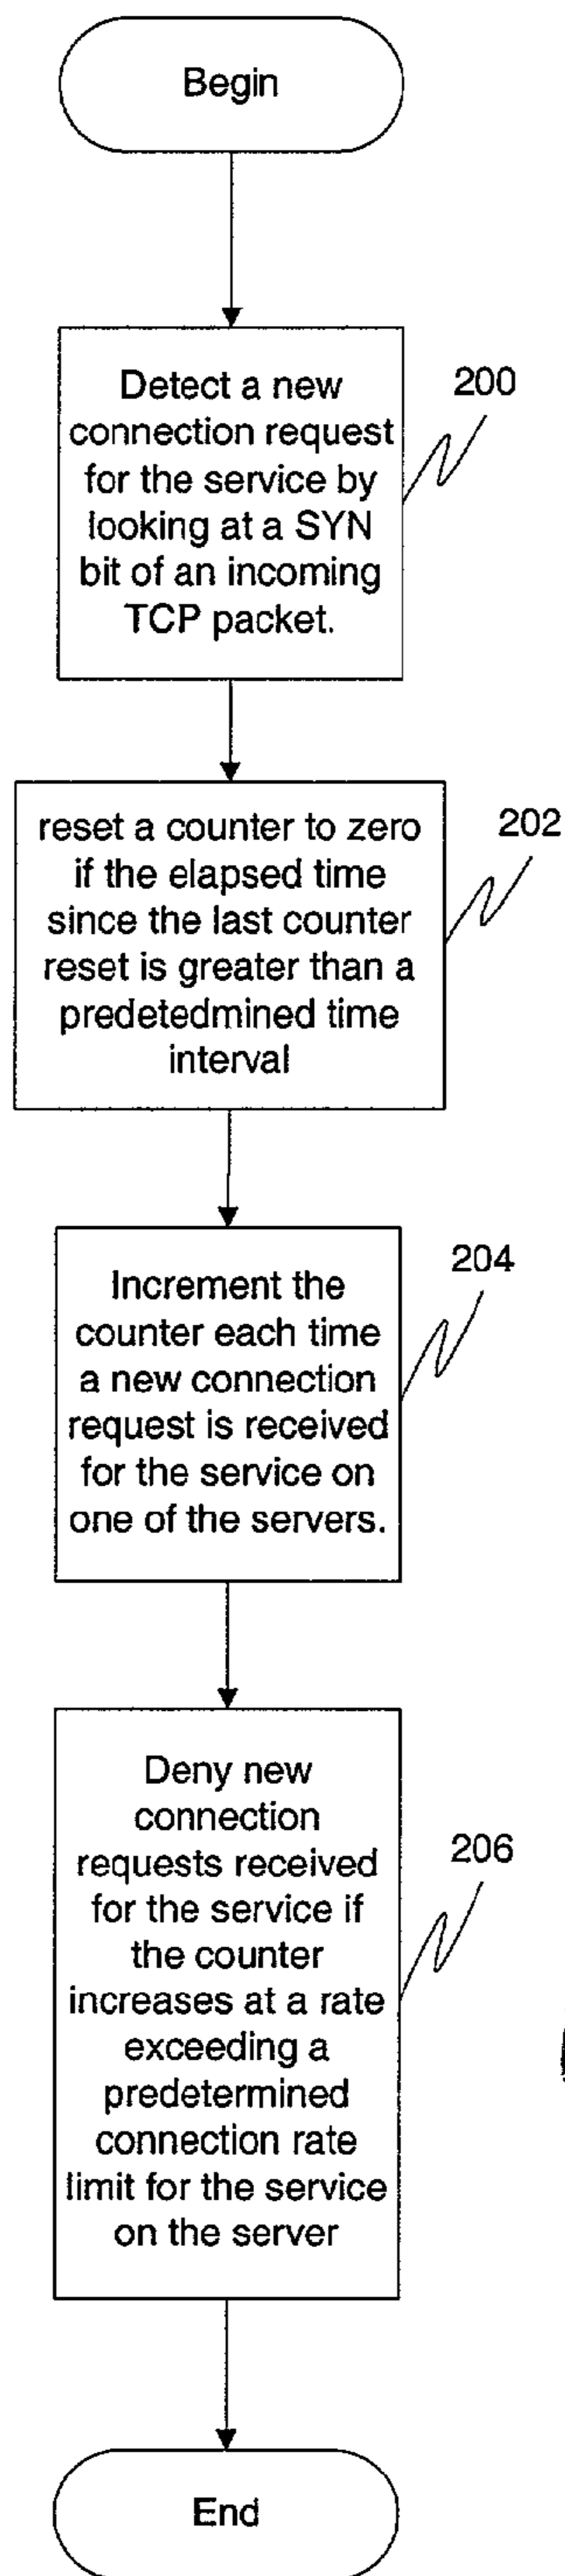 Begin
Detect a new
connection request
for the service by
looking at a SYN
bit of an incoming
TCP packet.
200
reset a counter to zero
if the elapsed time
since the last counter
reset is greater than a
predetedmined time
interval
202
Increment the
counter each time
a new connection
request is received
for the service on
one of the servers.
204
Deny new
connection
requests received
for the service if
the counter
increases at a rate
exceeding a
predetermined
connection rate
limit for the service
on the server
206
End